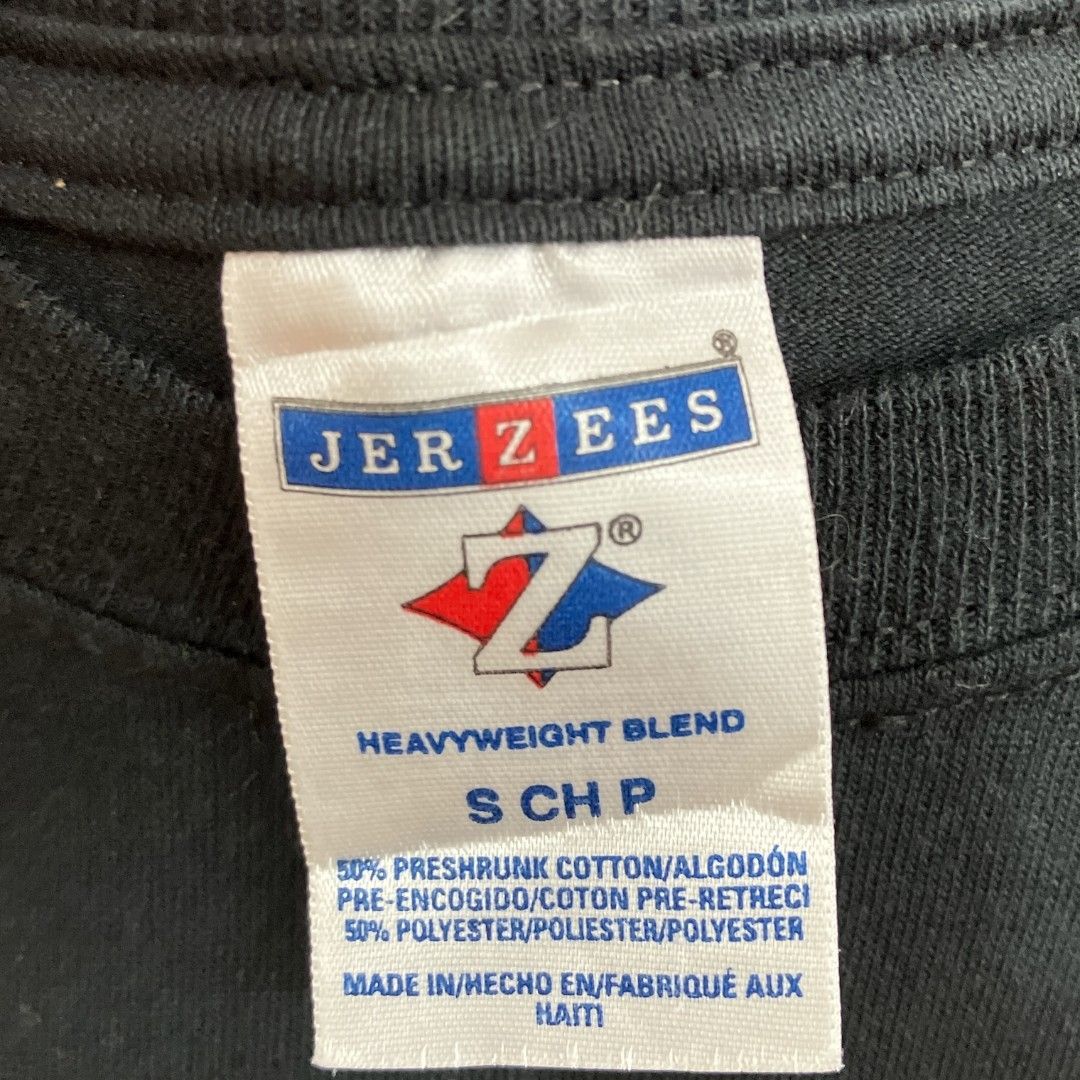 ®
JERZEES
Z®
HEAVYWEIGHT BLEND
S CH P
50% PRESHRUNK COTTON/ALGODÓN
PRE-ENCOGIDO/COTON PRE-RETRECI
50% POLYESTER/POLIESTER/POLYESTER
MADE IN/HECHO EN/FABRIQUÉ AUX
HAITI